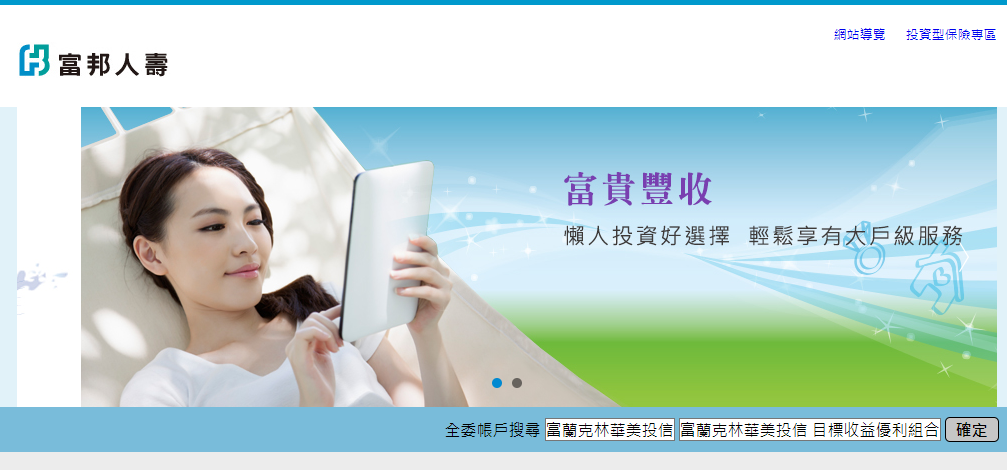 網站導覽 投資型保險專區
富邦人壽
富貴豐收
懶人投資好選擇 輕鬆享有大戶級服務
全委帳戶搜尋 富蘭克林華美投信 富蘭克林華美投信 目標收益優利組合 確定